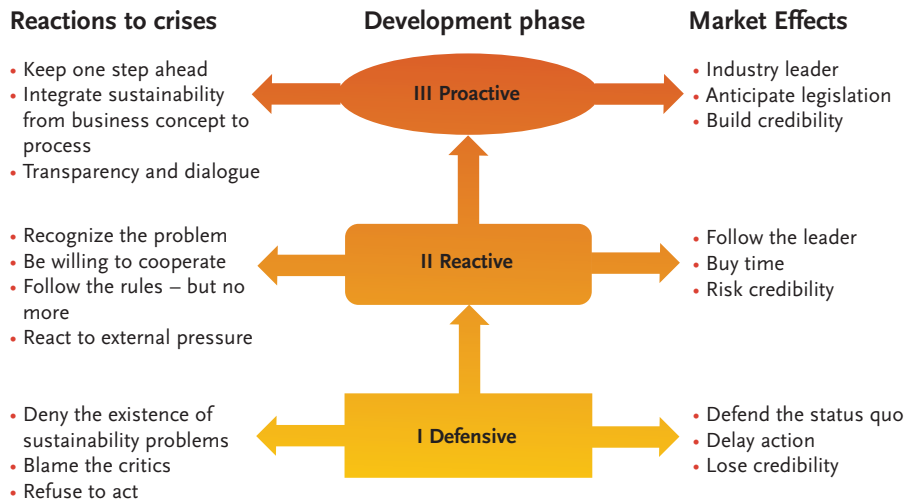 Reactions to crises
Development phase
Market Effects
• Keep one step ahead
• Integrate sustainability
from business concept to
process
• Transparency and dialogue
III Proactive
• Industry leader
• Anticipate legislation
• Build credibility
• Recognize the problem
• Be willing to cooperate
• Follow the rules – but no
more
• React to external pressure
II Reactive
• Follow the leader
• Buy time
• Risk credibility
• Deny the existence of
sustainability problems
• Blame the critics
• Refuse to act
I Defensive
• Defend the status quo
• Delay action
• Lose credibility